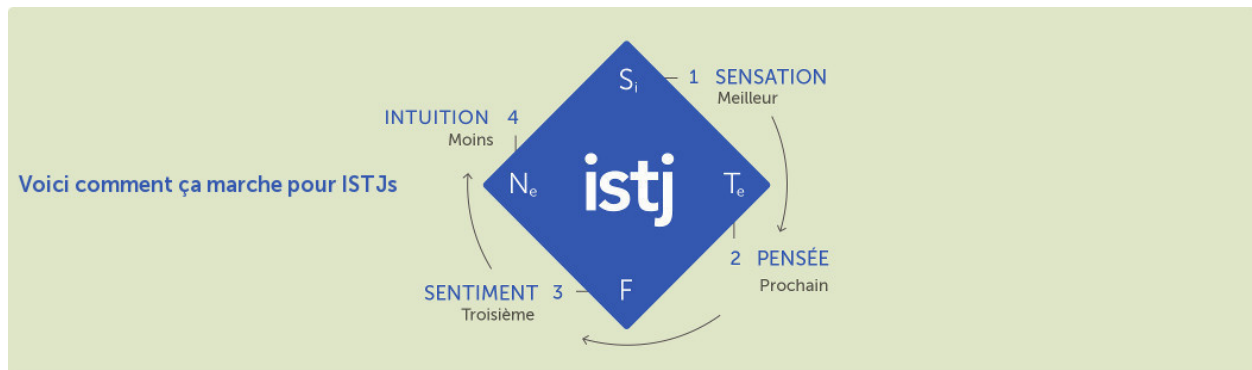 Voici comment ça marche pour ISTJs
Si
1 SENSATION
Meilleur
INTUITION 4
Moins
Ne
istj
Te
2 PENSÉE
Prochain
SENTIMENT 3
Troisième
F